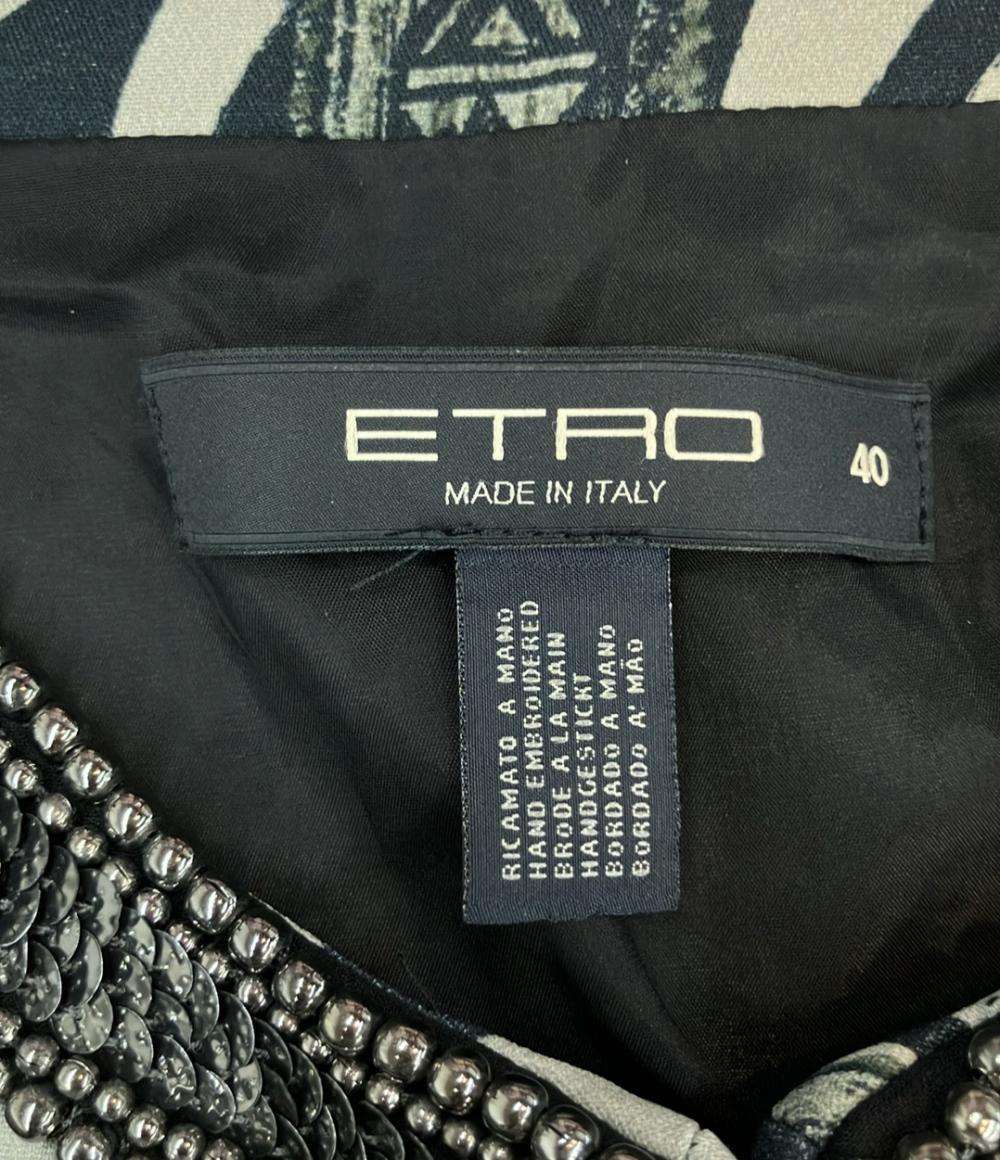 ETRO
MADE IN ITALY
40
RICAMATO A MANO
HAND EMBROIDERED
BRODE A LA MAIN
HANDGESTICKT
BORDADO A MANO
BORDADO A' MÃO